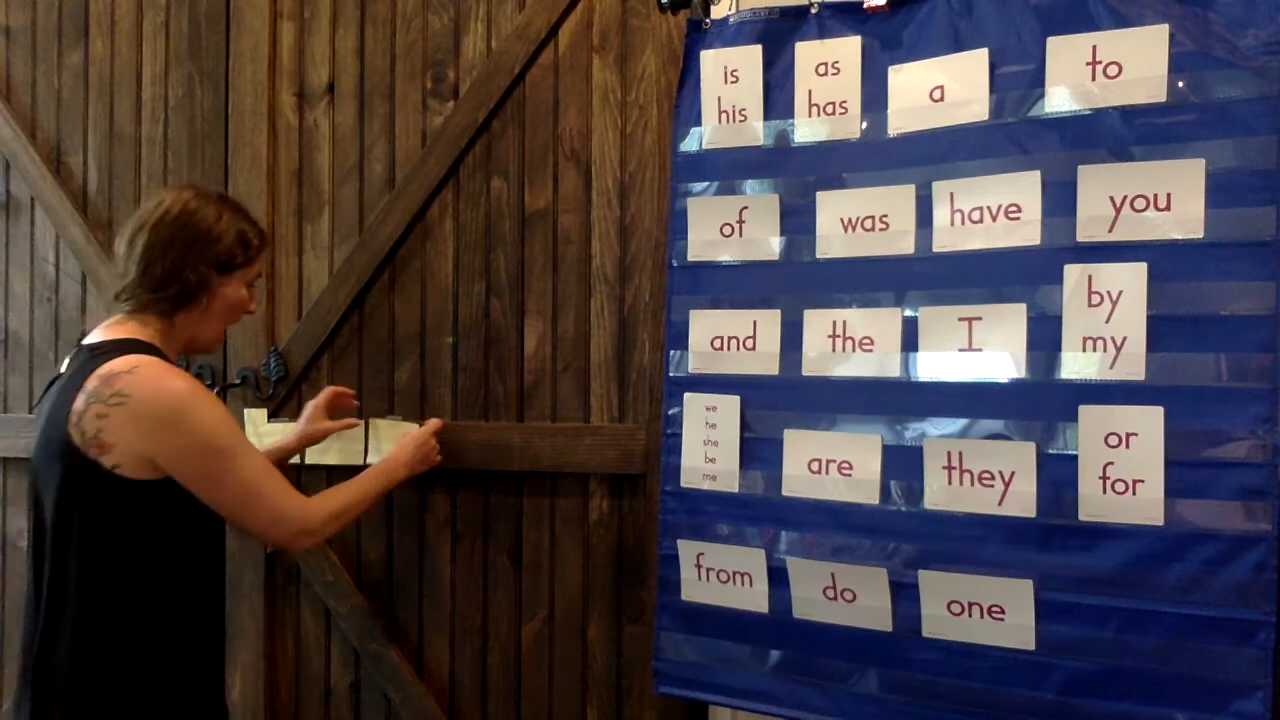 is
his
as
has
a
to
of
was
have
you
and
the
I
by
my
we
he
she
be
me
are
they
or
for
from
do
one